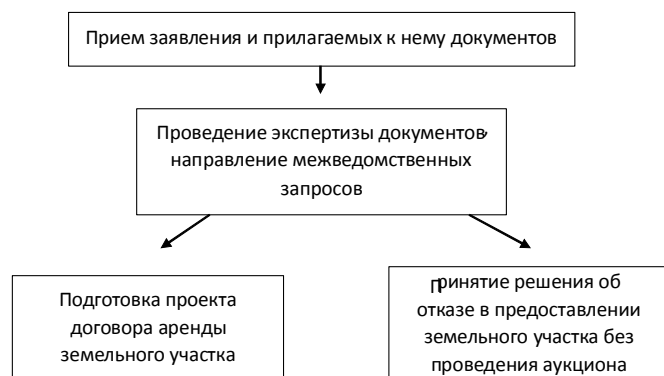 Прием заявления и прилагаемых к нему документов
Проведение экспертизы документов,
направление межведомственных
запросов
Подготовка проекта
договора аренды
земельного участка
Принятие решения об
отказе в предоставлении
земельного участка без
проведения аукциона